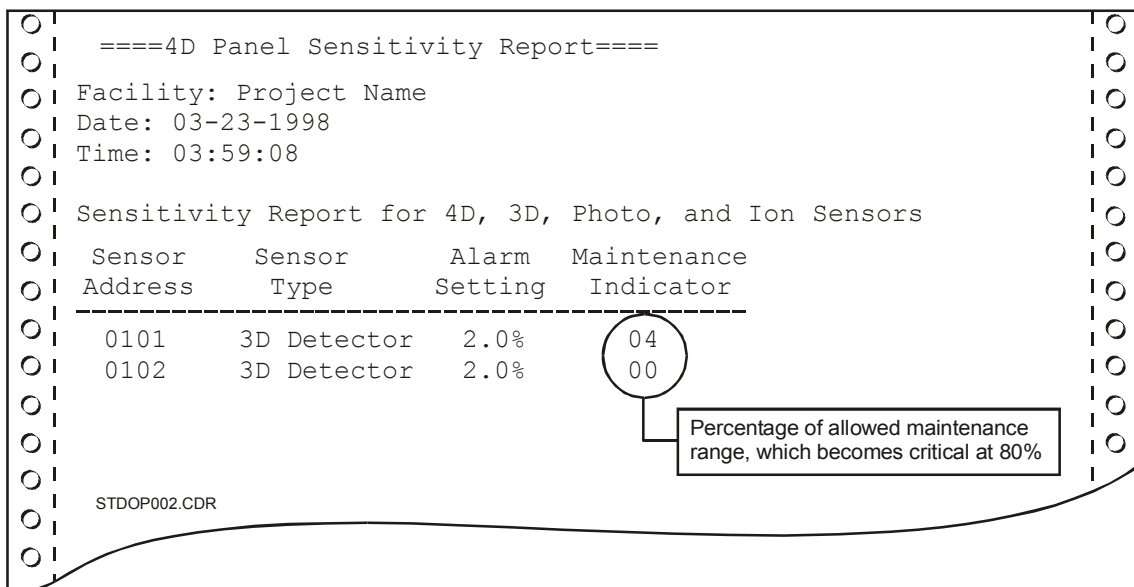 ====4D Panel Sensitivity Report====
Facility: Project Name
Date: 03-23-1998
Time: 03:59:08
Sensitivity Report for 4D, 3D, Photo, and Ion Sensors
Sensor Sensor Alarm Maintenance
Address Type Setting Indicator
0101 3D Detector 2.0% 04
0102 3D Detector 2.0% 00
Percentage of allowed maintenance
range, which becomes critical at 80%
STDOP002.CDR